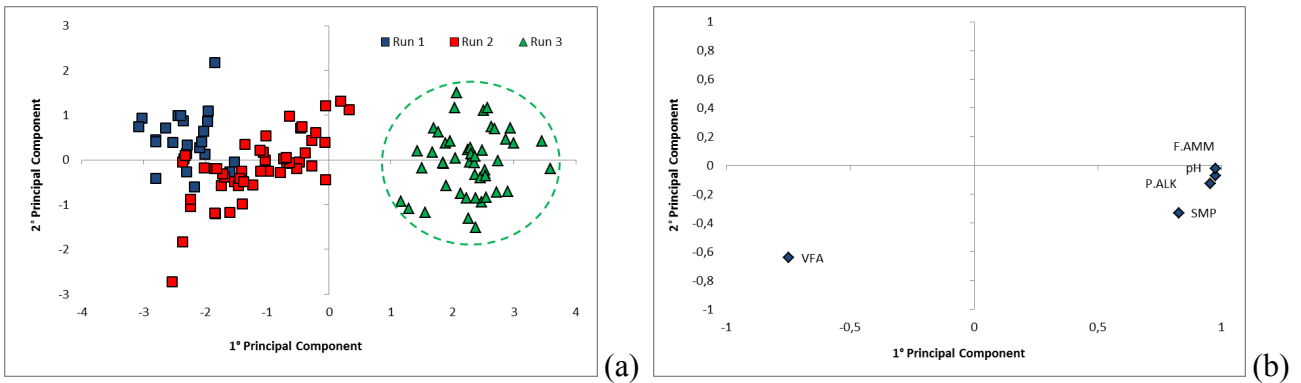 3
2
1
0
-1
-2
-3
-4
-3
-2
-1
0
1
2
3
4
2° Principal Component
1° Principal Component
Run 1 Run 2 Run 3
(a)
1
0,8
0,6
0,4
0,2
0
-0,2
-0,4
-0,6
-0,8
-1
-1
-0,5
0
0,5
1
2° Principal Component
1° Principal Component
F.AMM
pH
P.ALK
SMP
VFA
(b)